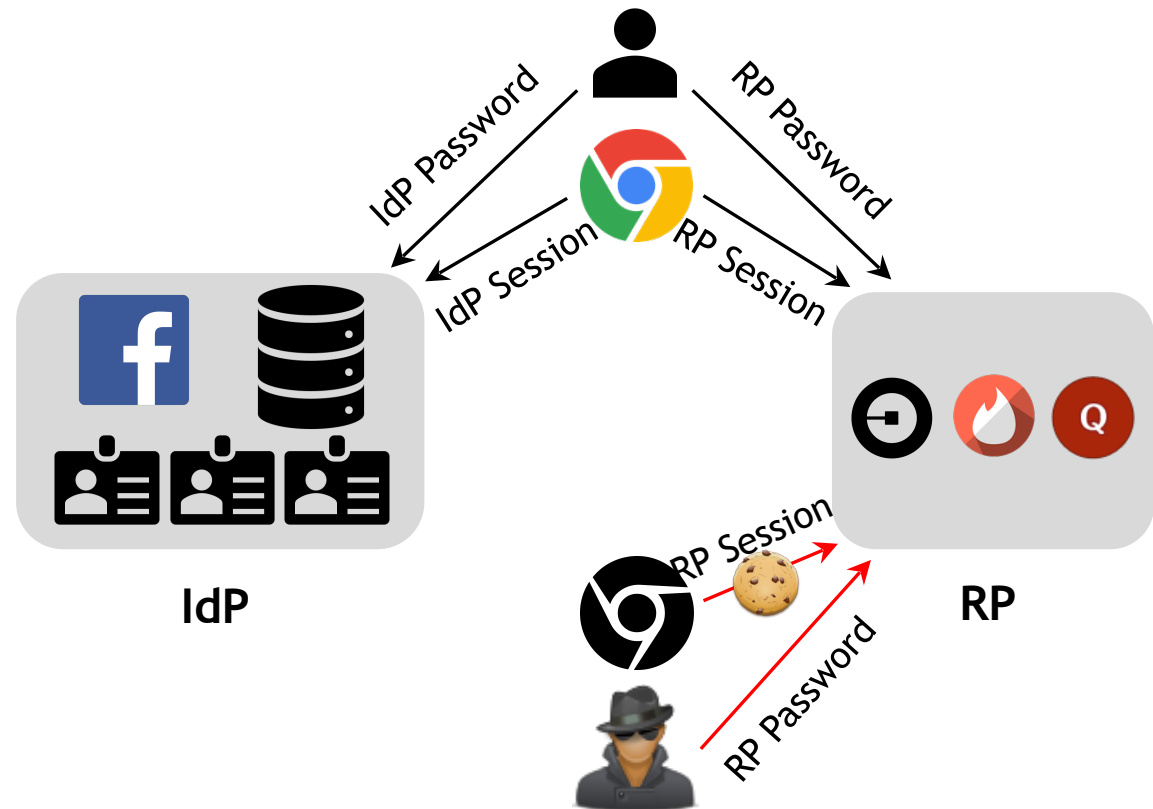 IdP Password
RP Password
IdP Session
RP Session
f
Q
RP Session
IdP
RP
RP Password